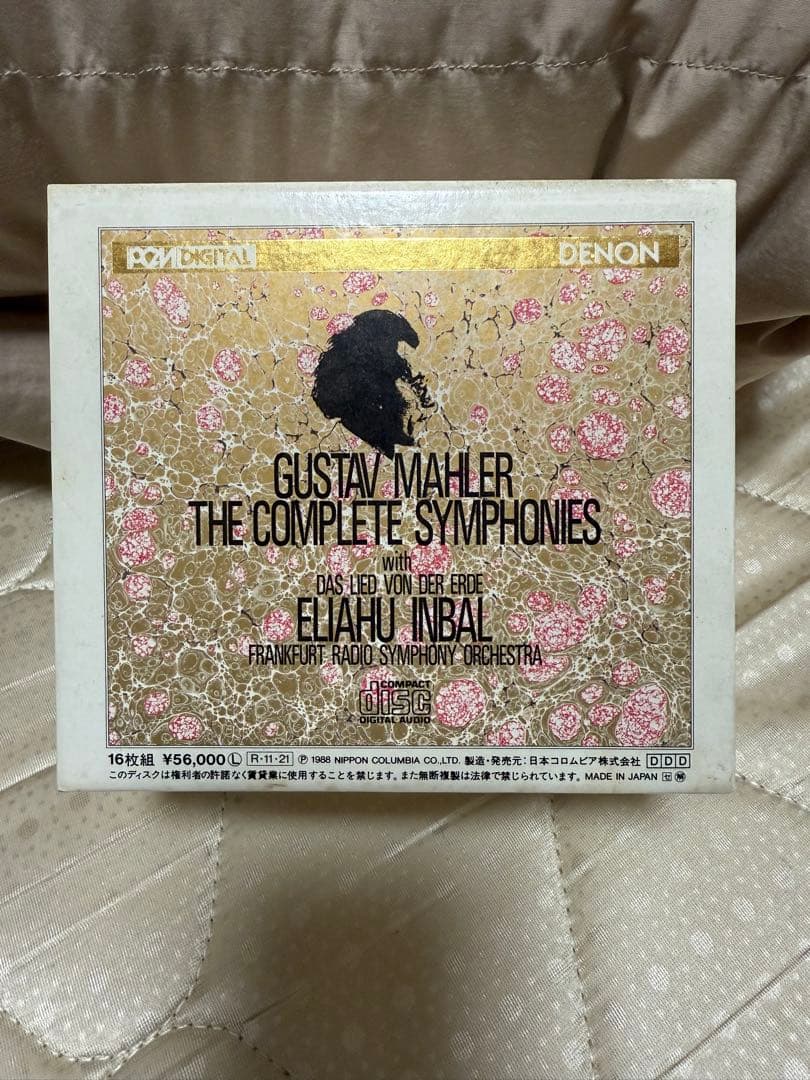 PCM DIGITAL DENON
GUSTAV MAHLER
THE COMPLETE SYMPHONIES
with
DAS LIED VON DER ERDE
ELIAHU INBAL
FRANKFURT RADIO SYMPHONY ORCHESTRA
COMPACT
disc
DIGITAL AUDIO
16枚組 ¥56,000 Ⓛ R・11・21 Ⓟ 1988 NIPPON COLUMBIA CO.,LTD. 製造・発売元:日本コロムビア株式会社 D D D
このディスクは権利者の許諾なく賃貸業に使用することを禁じます。また無断複製は法律で禁じられています。 MADE IN JAPAN